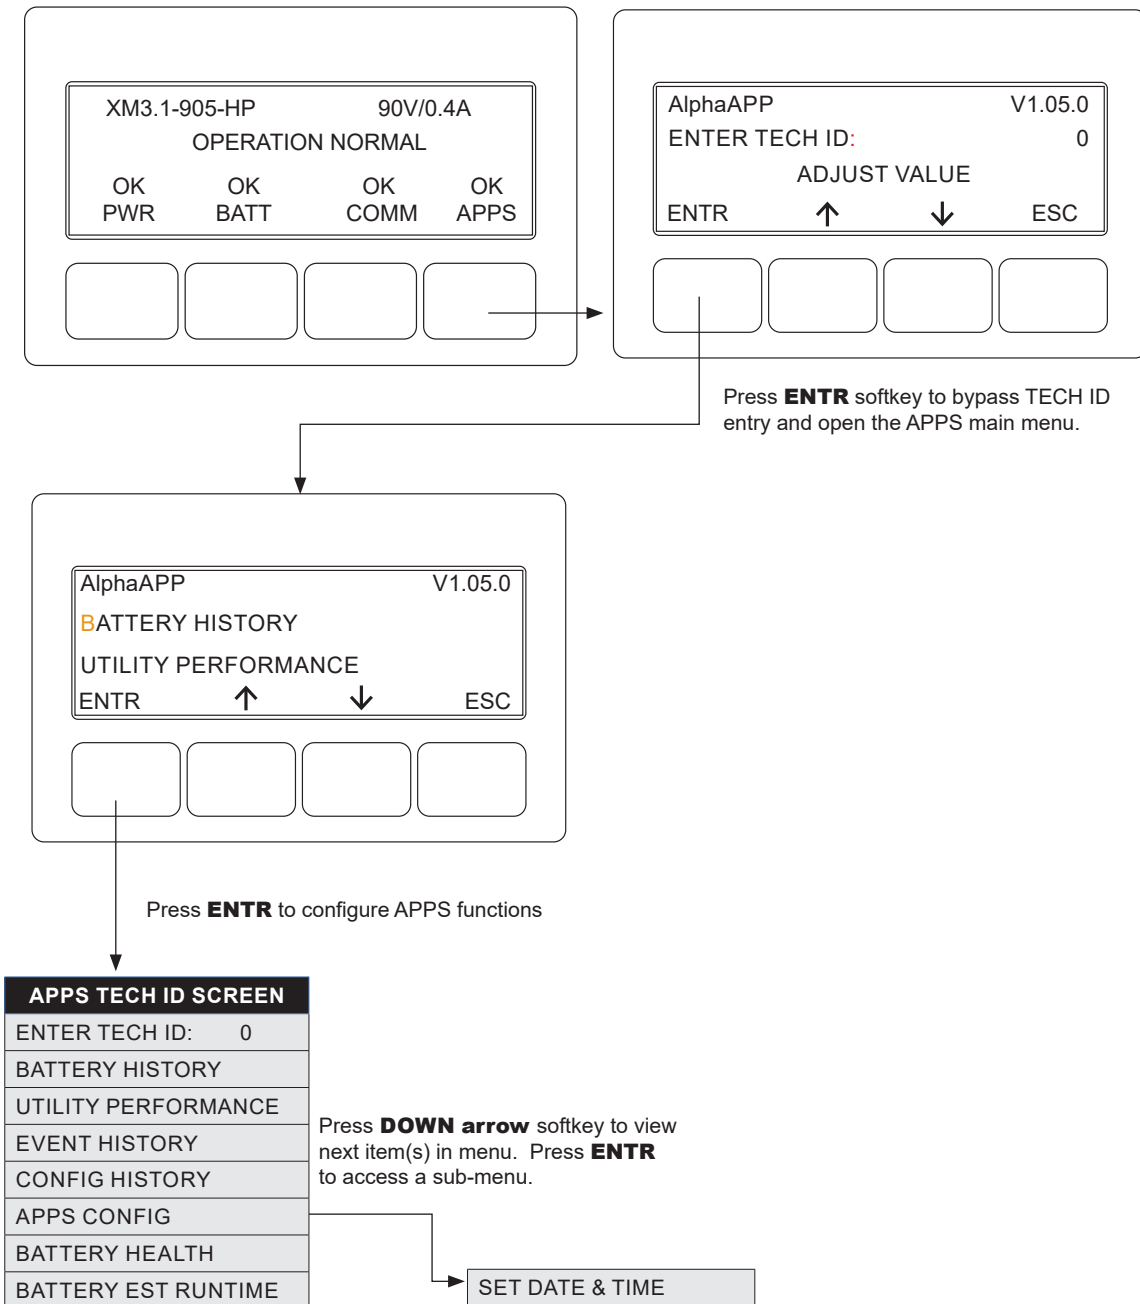 XM3.1-905-HP 90V/0.4A
OPERATION NORMAL
OK OK OK OK
PWR BATT COMM APPS
AlphaAPP V1.05.0
ENTER TECH ID: 0
ADJUST VALUE
ENTR ↑ ↓ ESC
Press ENTR softkey to bypass TECH ID
entry and open the APPS main menu.
AlphaAPP V1.05.0
BATTERY HISTORY
UTILITY PERFORMANCE
ENTR ↑ ↓ ESC
Press ENTR to configure APPS functions
APPS TECH ID SCREEN
ENTER TECH ID: 0
BATTERY HISTORY
UTILITY PERFORMANCE
EVENT HISTORY
CONFIG HISTORY
APPS CONFIG
BATTERY HEALTH
BATTERY EST RUNTIME
Press DOWN arrow softkey to view
next item(s) in menu. Press ENTR
to access a sub-menu.
SET DATE & TIME